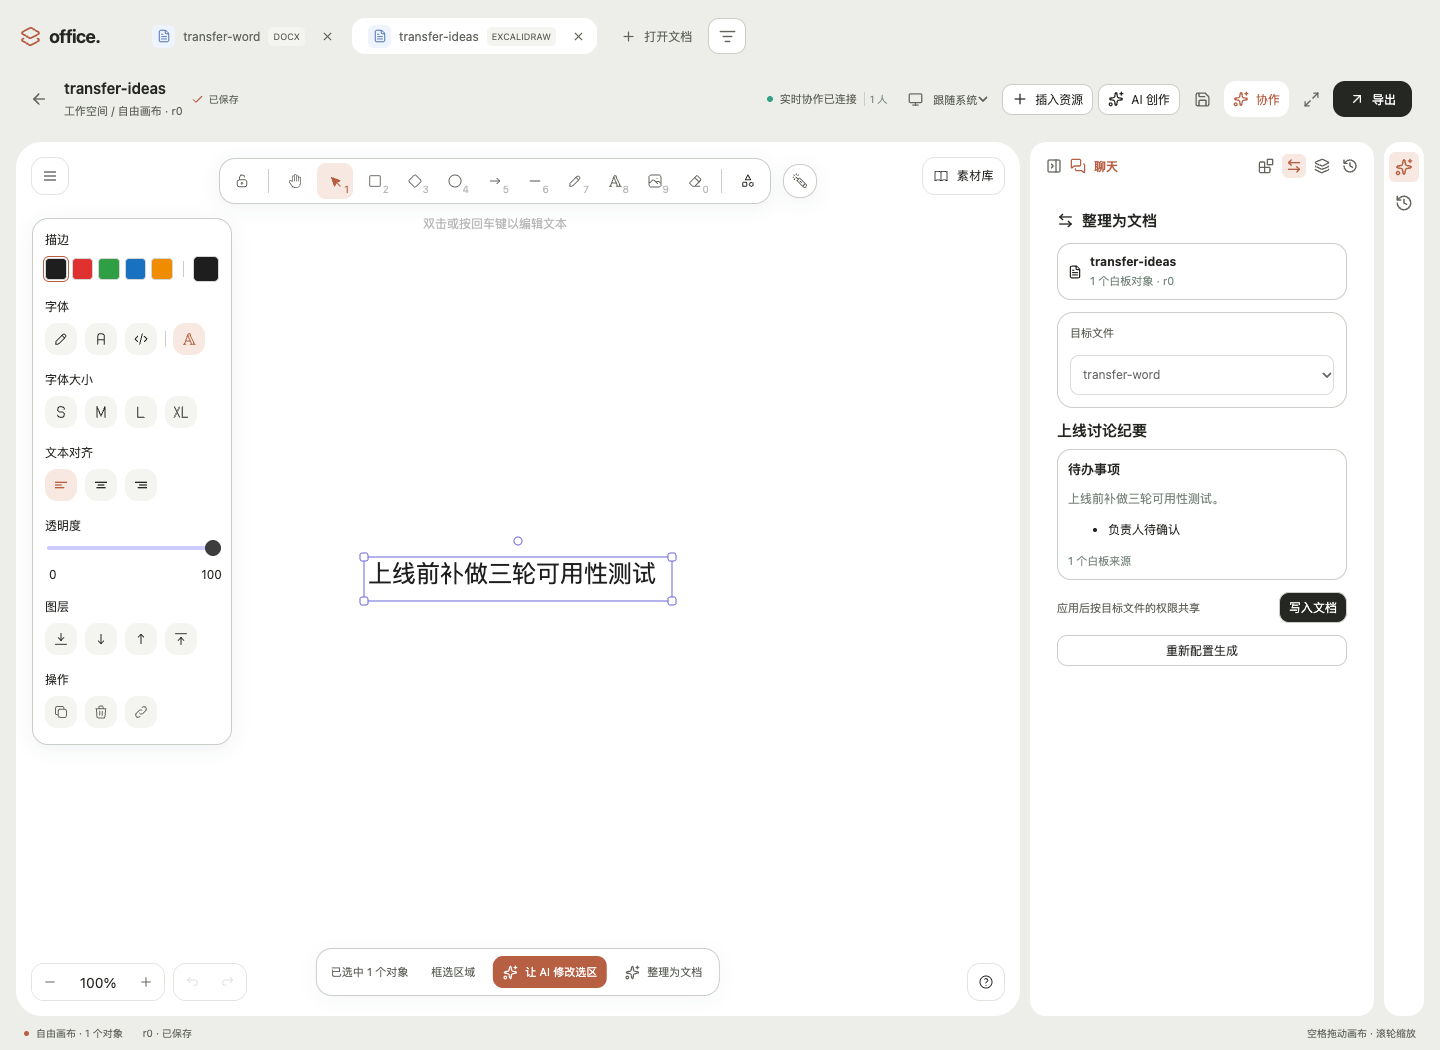 office.
transfer-word DOCX
transfer-ideas EXCALIDRAW
打开文档
transfer-ideas
工作空间 / 自由画布 · r0
已保存
实时协作已连接 1 人
跟随系统
插入资源
AI 创作
协作
导出
1
2
3
4
5
6
7
8
9
0
素材库
双击或按回车键以编辑文本
描边
字体
字体大小
S M L XL
文本对齐
透明度
0 100
图层
操作
上线前补做三轮可用性测试
聊天
整理为文档
transfer-ideas
1 个白板对象 · r0
目标文件
transfer-word
上线讨论纪要
待办事项
上线前补做三轮可用性测试。
• 负责人待确认
1 个白板来源
应用后按目标文件的权限共享
写入文档
重新配置生成
100%
已选中 1 个对象
框选区域
让 AI 修改选区
整理为文档
自由画布 · 1 个对象
r0 · 已保存
空格拖动画布 · 滚轮缩放